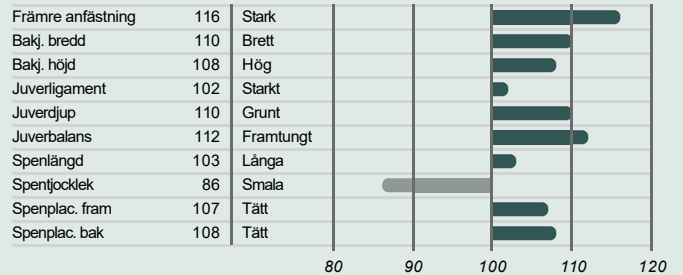 Främre anfästning 116 Stark
Bakj. bredd 110 Brett
Bakj. höjd 108 Hög
Juverligament 102 Starkt
Juverdjup 110 Grunt
Juverbalans 112 Framtungt
Spenlängd 103 Långa
Spentjocklek 86 Smala
Spenplac. fram 107 Tätt
Spenplac. bak 108 Tätt
80 90 100 110 120